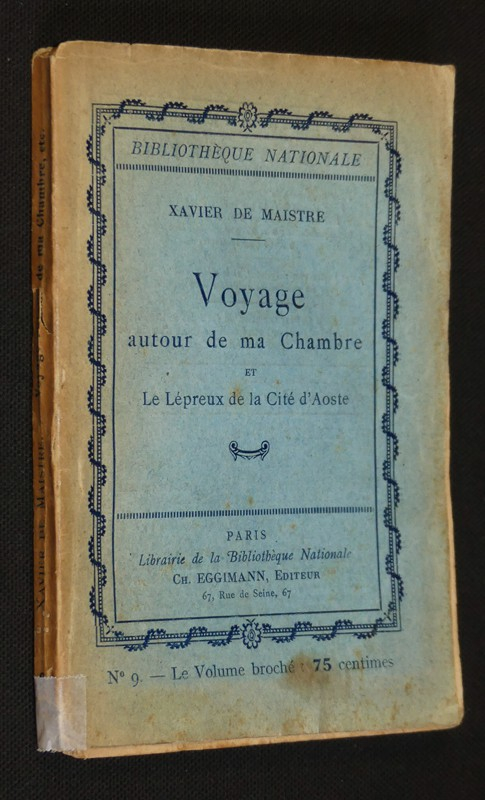 BIBLIOTHÈQUE NATIONALE
XAVIER DE MAISTRE
Voyage
autour de ma Chambre
ET
Le Lépreux de la Cité d'Aoste
PARIS
Librairie de la Bibliothèque Nationale
CH. EGGIMANN, EDITEUR
67, Rue de Seine, 67
N° 9. — Le Volume broché : 75 centimes
XAVIER DE MAISTRE. Voyage de ma Chambre, etc.